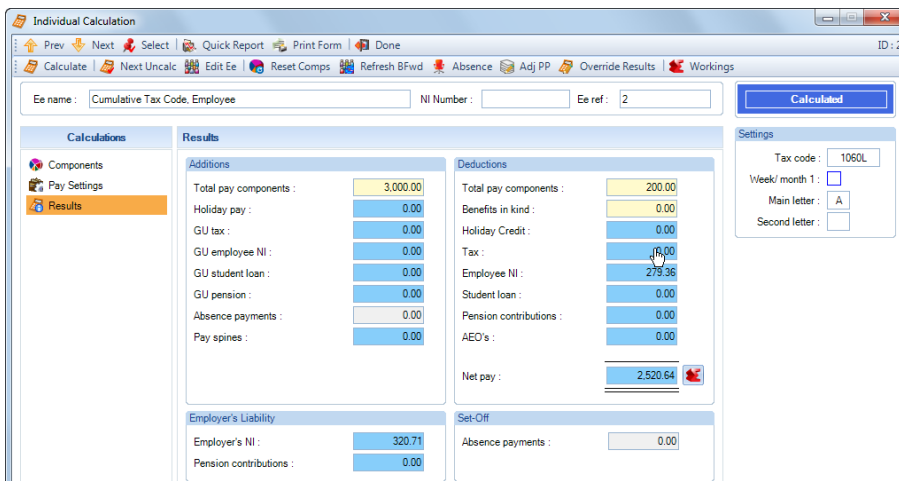 Individual Calculation
Prev Next Select Quick Report Print Form Done ID : 2
Calculate Next Uncalc Edit Ee Reset Comps Refresh BFwd Absence Adj PP Override Results Workings
Ee name : Cumulative Tax Code, Employee NI Number : Ee ref : 2
Calculated
Calculations
Components
Pay Settings
Results
Results
Additions
Total pay components : 3,000.00
Holiday pay : 0.00
GU tax : 0.00
GU employee NI : 0.00
GU student loan : 0.00
GU pension : 0.00
Absence payments : 0.00
Pay spines : 0.00
Deductions
Total pay components : 200.00
Benefits in kind : 0.00
Holiday Credit : 0.00
Tax : 0.00
Employee NI : 279.36
Student loan : 0.00
Pension contributions : 0.00
AEO's : 0.00
Net pay : 2,520.64
Employer's Liability
Employer's NI : 320.71
Pension contributions : 0.00
Set-Off
Absence payments : 0.00
Settings
Tax code : 1060L
Week/ month 1 :
Main letter : A
Second letter :